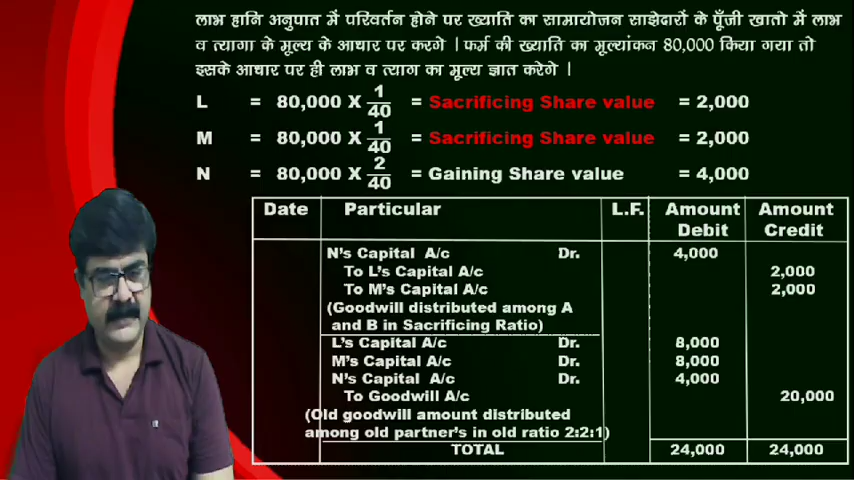 लाभ हानि अनुपात में परिवर्तन होने पर ख्याति का सामायोजन साझेदारों के पूँजी खातो में लाभ
व त्यागा के मूल्य के आधार पर करगे । फर्म की ख्याति का मूल्यांकन 80,000 किया गया तो
इसके आधार पर ही लाभ व त्याग का मूल्य ज्ञात करेगे ।
L = 80,000 X 1/40 = Sacrificing Share value = 2,000
M = 80,000 X 1/40 = Sacrificing Share value = 2,000
N = 80,000 X 2/40 = Gaining Share value = 4,000
Date Particular L.F. Amount Debit Amount Credit
N's Capital A/c Dr. 4,000
To L's Capital A/c 2,000
To M's Capital A/c 2,000
(Goodwill distributed among A
and B in Sacrificing Ratio)
L's Capital A/c Dr. 8,000
M's Capital A/c Dr. 8,000
N's Capital A/c Dr. 4,000
To Goodwill A/c 20,000
(Old goodwill amount distributed
among old partner's in old ratio 2:2:1)
TOTAL 24,000 24,000